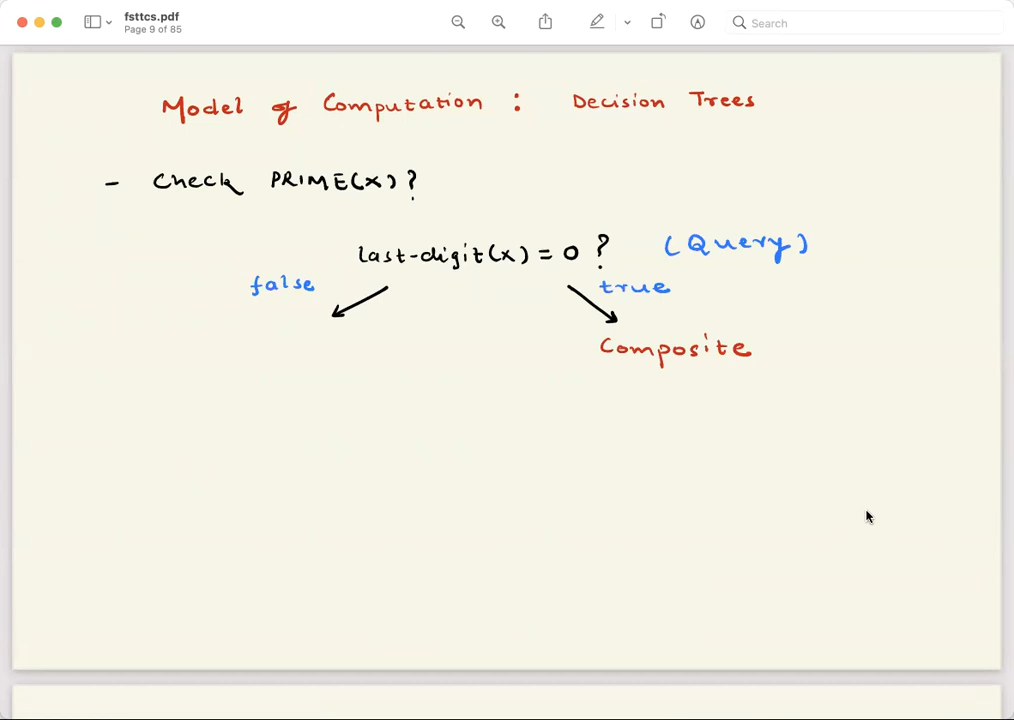 fsttcs.pdf
Page 9 of 85
Search
Model of Computation : Decision Trees
- Check PRIME(X)?
last-digit(x) = 0 ? (Query)
false true
Composite